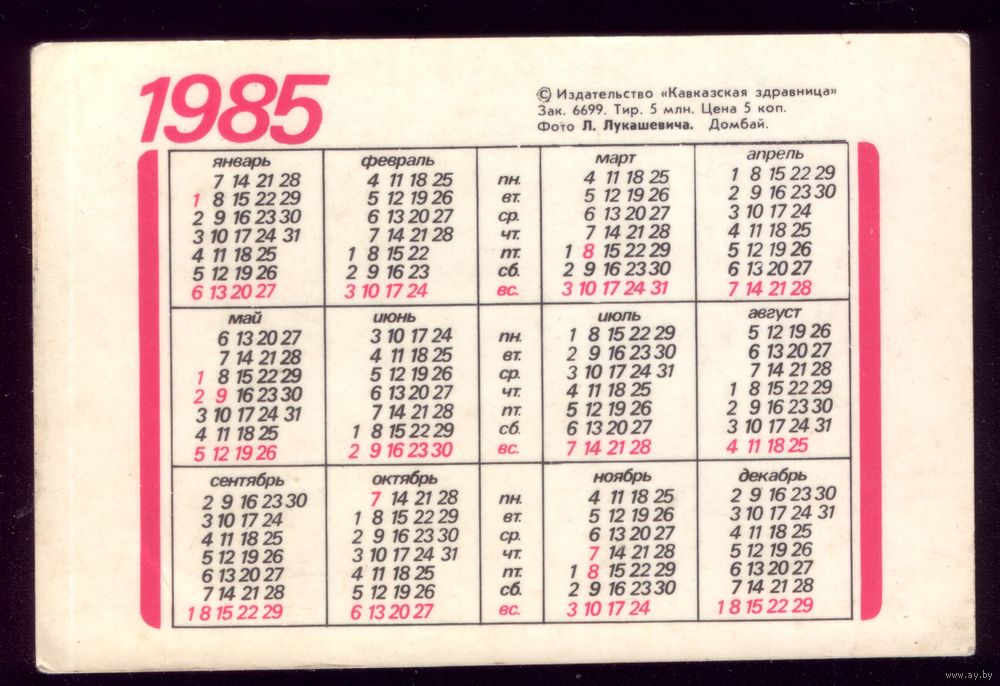 1985
© Издательство «Кавказская здравница»
Зак. 6699. Тир. 5 млн. Цена 5 коп.
Фото Л. Лукашевича. Домбай.
январь февраль март апрель
7 14 21 28 4 11 18 25 пн. 4 11 18 25 1 8 15 22 29
1 8 15 22 29 5 12 19 26 вт. 5 12 19 26 2 9 16 23 30
2 9 16 23 30 6 13 20 27 ср. 6 13 20 27 3 10 17 24
3 10 17 24 31 7 14 21 28 чт. 7 14 21 28 4 11 18 25
4 11 18 25 1 8 15 22 пт. 1 8 15 22 29 5 12 19 26
5 12 19 26 2 9 16 23 сб. 2 9 16 23 30 6 13 20 27
6 13 20 27 3 10 17 24 вс. 3 10 17 24 31 7 14 21 28
май июнь июль август
6 13 20 27 3 10 17 24 пн. 1 8 15 22 29 5 12 19 26
7 14 21 28 4 11 18 25 вт. 2 9 16 23 30 6 13 20 27
1 8 15 22 29 5 12 19 26 ср. 3 10 17 24 31 7 14 21 28
2 9 16 23 30 6 13 20 27 чт. 4 11 18 25 1 8 15 22 29
3 10 17 24 31 7 14 21 28 пт. 5 12 19 26 2 9 16 23 30
4 11 18 25 1 8 15 22 29 сб. 6 13 20 27 3 10 17 24 31
5 12 19 26 2 9 16 23 30 вс. 7 14 21 28 4 11 18 25
сентябрь октябрь ноябрь декабрь
2 9 16 23 30 7 14 21 28 пн. 4 11 18 25 2 9 16 23 30
3 10 17 24 1 8 15 22 29 вт. 5 12 19 26 3 10 17 24 31
4 11 18 25 2 9 16 23 30 ср. 6 13 20 27 4 11 18 25
5 12 19 26 3 10 17 24 31 чт. 7 14 21 28 5 12 19 26
6 13 20 27 4 11 18 25 пт. 1 8 15 22 29 6 13 20 27
7 14 21 28 5 12 19 26 сб. 2 9 16 23 30 7 14 21 28
1 8 15 22 29 6 13 20 27 вс. 3 10 17 24 1 8 15 22 29
www.ay.by